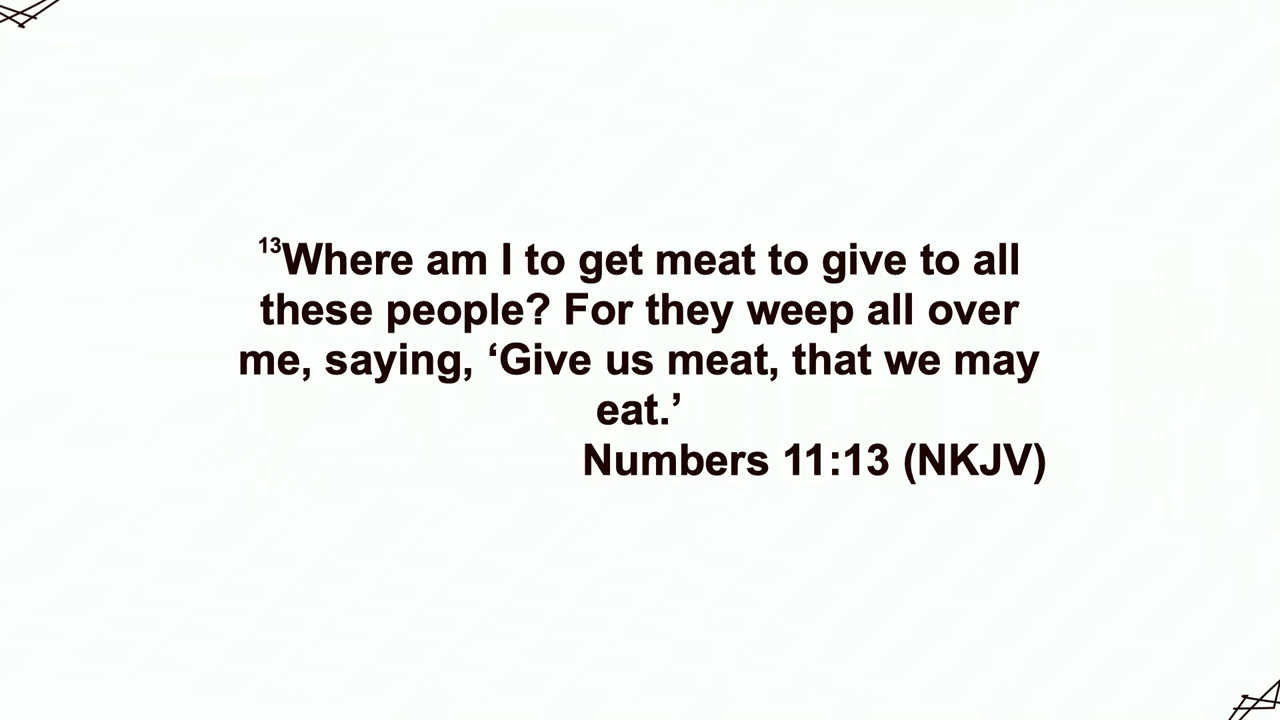 ¹³Where am I to get meat to give to all
these people? For they weep all over
me, saying, ‘Give us meat, that we may
eat.’
Numbers 11:13 (NKJV)